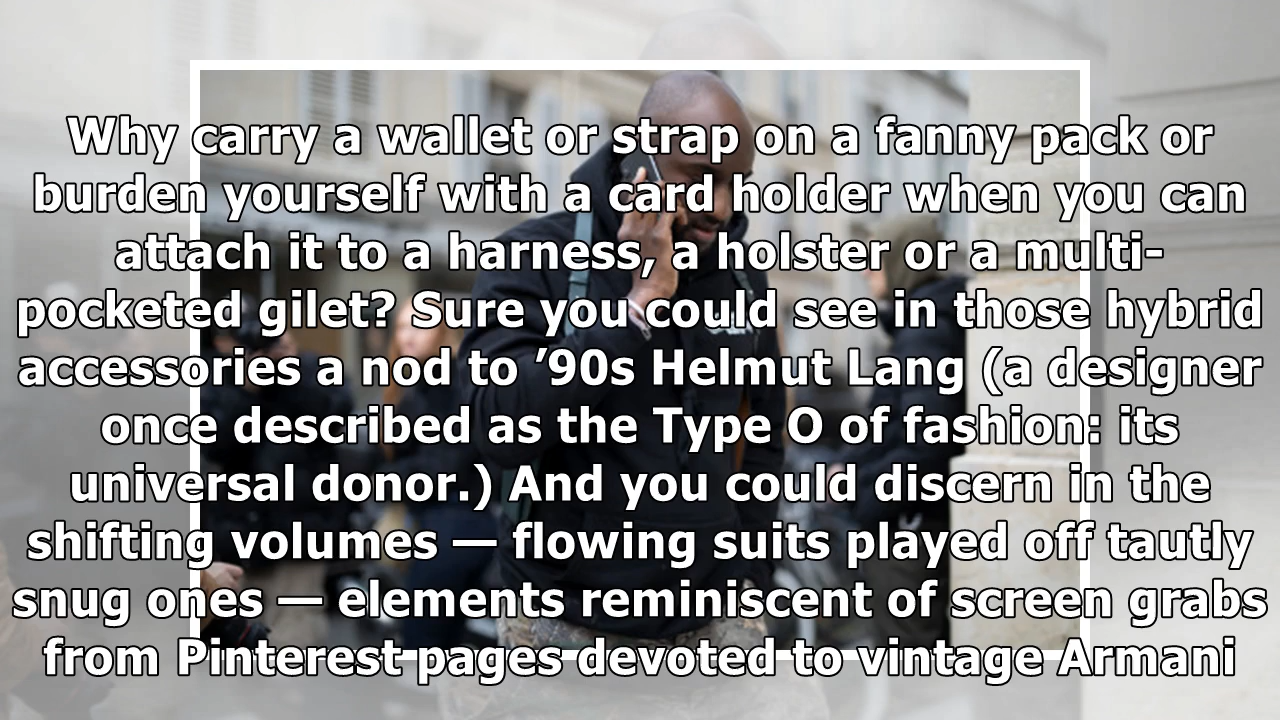 Why carry a wallet or strap on a fanny pack or
burden yourself with a card holder when you can
attach it to a harness, a holster or a multi-
pocketed gilet? Sure you could see in those hybrid
accessories a nod to ’90s Helmut Lang (a designer
once described as the Type O of fashion: its
universal donor.) And you could discern in the
shifting volumes — flowing suits played off tautly
snug ones — elements reminiscent of screen grabs
from Pinterest pages devoted to vintage Armani